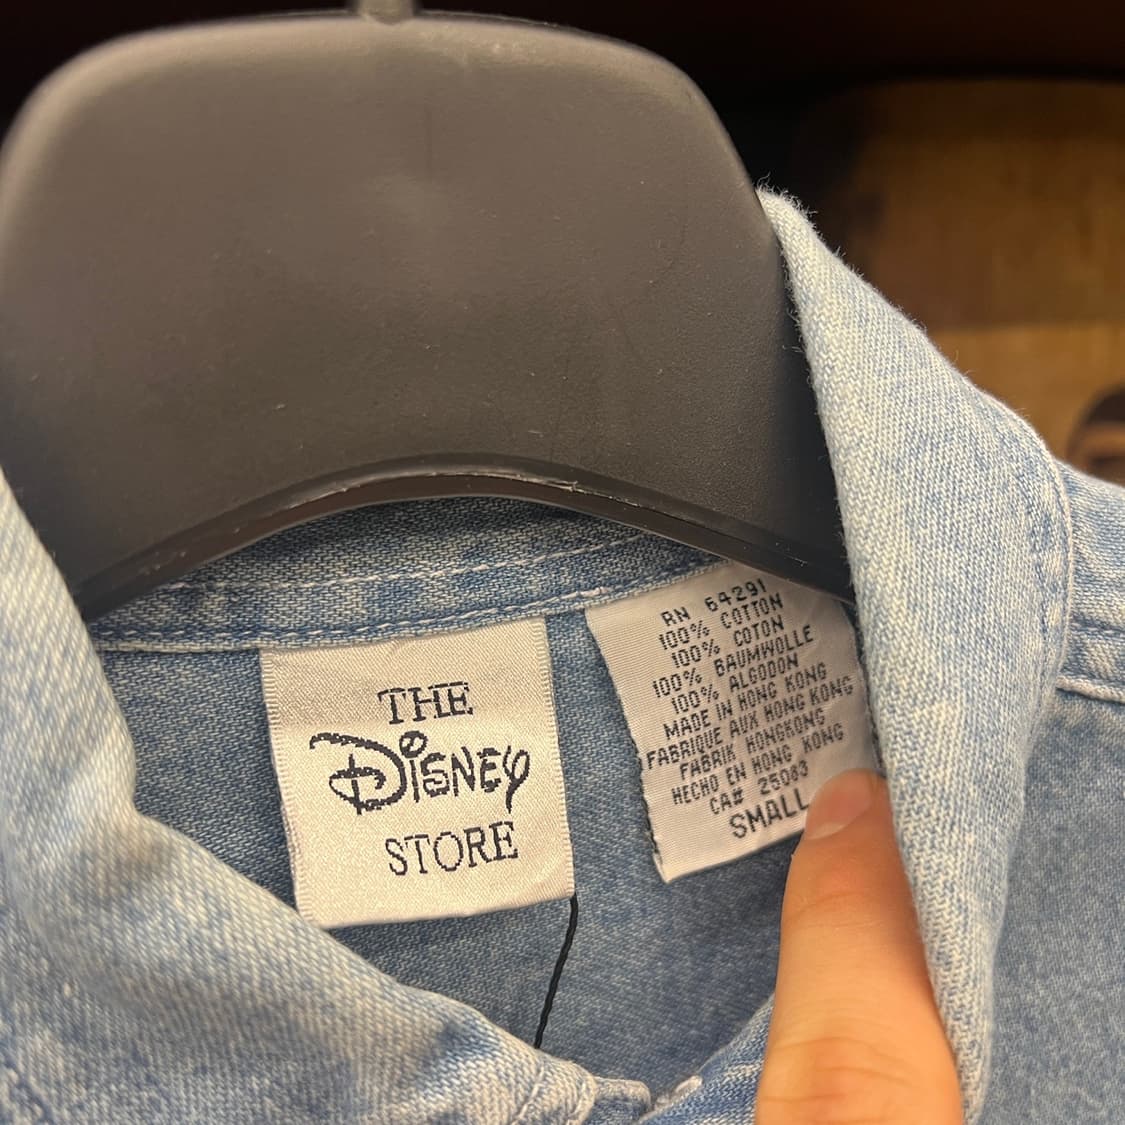 THE
DISNEY
STORE
RN 64291
100% COTTON
100% COTON
100% BAUMWOLLE
100% ALGODON
MADE IN HONG KONG
FABRIQUE AUX HONG KONG
FABRIK HONGKONG
HECHO EN HONG KONG
CA# 25083
SMALL